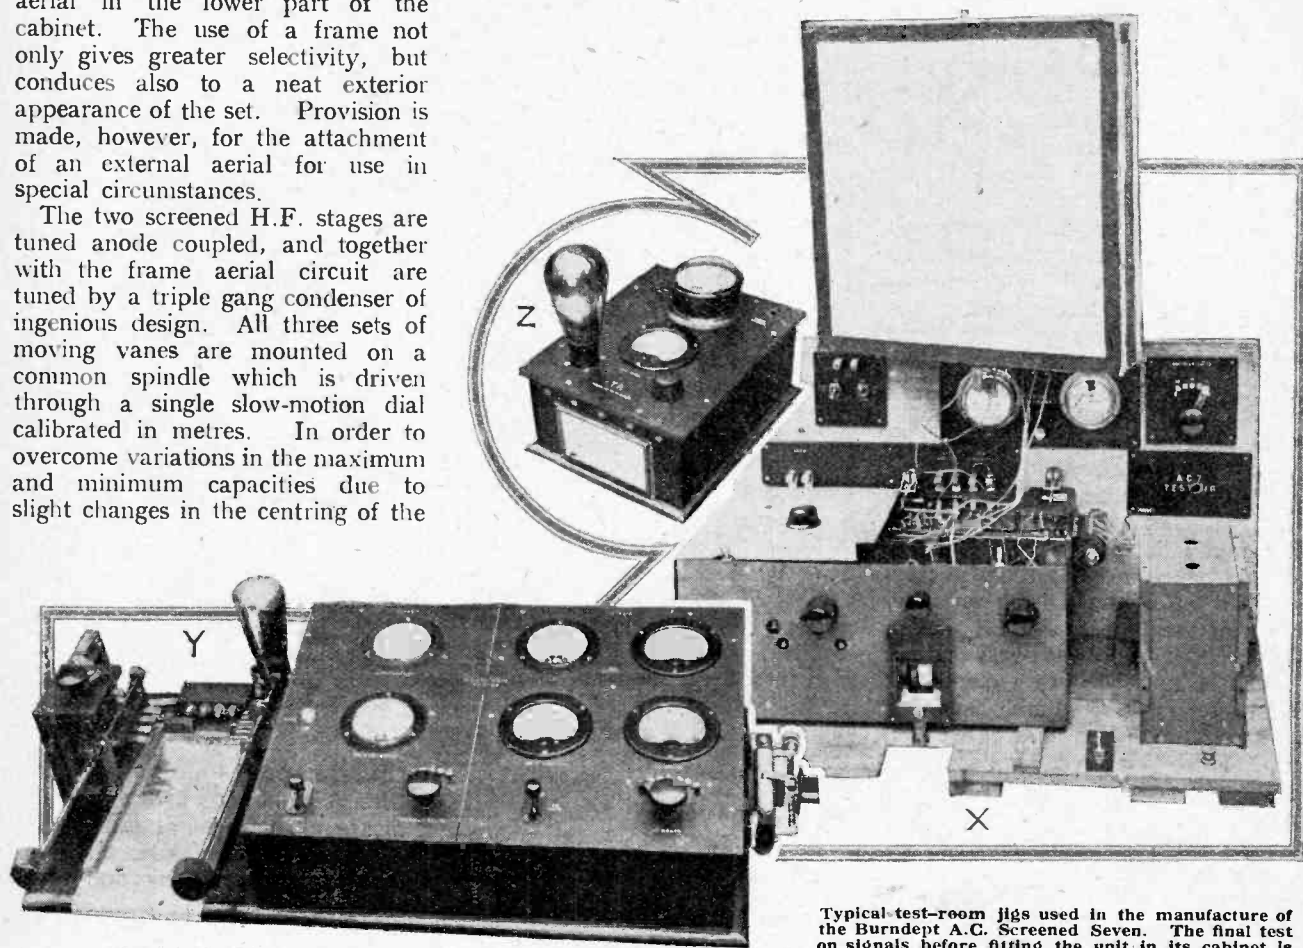 aerial in the lower part of the
cabinet. The use of a frame not
only gives greater selectivity, but
conduces also to a neat exterior
appearance of the set. Provision is
made, however, for the attachment
of an external aerial for use in
special circumstances.
The two screened H.F. stages are
tuned anode coupled, and together
with the frame aerial circuit are
tuned by a triple gang condenser of
ingenious design. All three sets of
moving vanes are mounted on a
common spindle which is driven
through a single slow-motion dial
calibrated in metres. In order to
overcome variations in the maximum
and minimum capacities due to
slight changes in the centring of the
Z
A.C.7
TEST JIG
Y
X
Typical test-room jigs used in the manufacture of
the Burndept A.C. Screened Seven. The final test
on signals before fitting the unit in its cabinet is